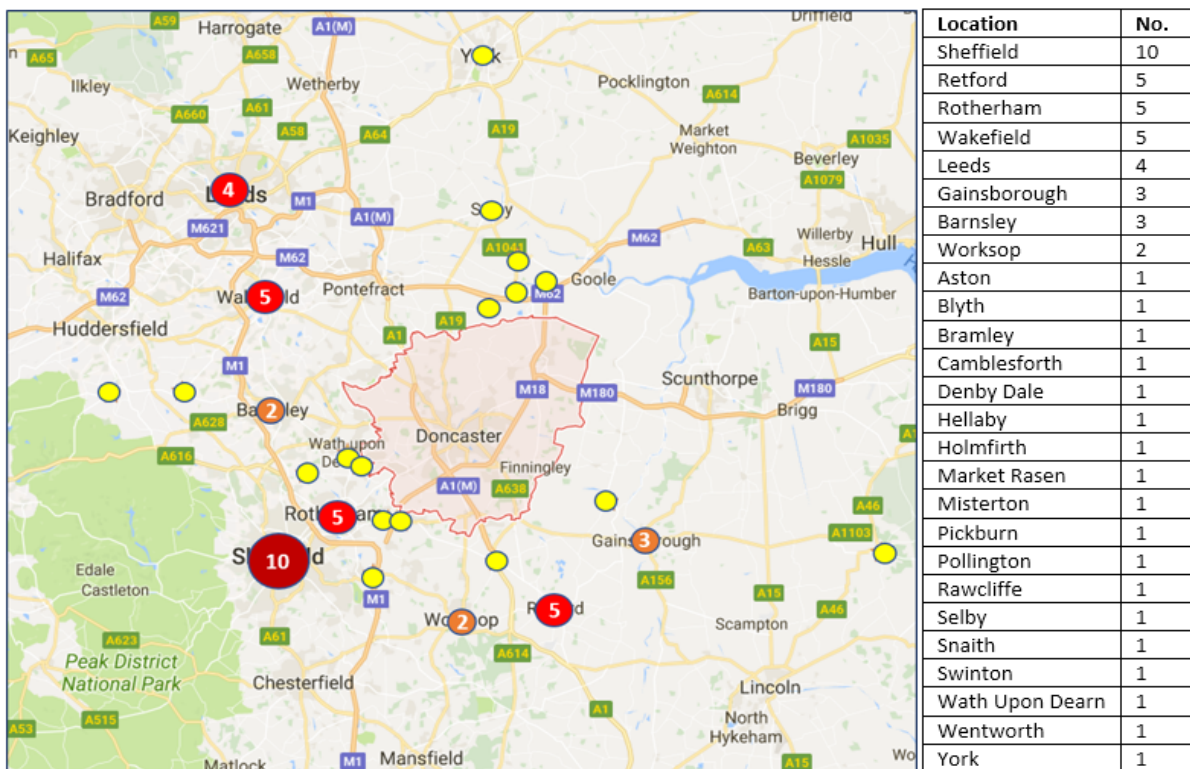 A59
Harrogate
A1(M)
Driffield
A65
A658
York
Ilkley
Wetherby
Pocklington
A614
A61
A660
Keighley
A58
A64
A19
Market
Weighton
A1035
Beverley
Bradford
4
Leeds
M1
A1079
M621
A1(M)
Selby
M62
Willerby
Hull
Halifax
M62
A1041
A63
Hessle
M62
Wakefield
5
Pontefract
Goole
M62
Barton-upon-Humber
Huddersfield
A1
A19
A15
M1
Scunthorpe
M18
M180
M180
Barnsley
2
Brigg
A628
Doncaster
Wath upon
Dearne
A616
Finningley
A1(M)
A638
A46
Rotherham
5
A1103
Sheffield
10
Gainsborough
3
Edale
Castleton
M1
A156
A15
Worksop
2
Retford
5
A46
A61
Scampton
A623
A614
Peak District
National Park
Chesterfield
Lincoln
A515
A1
North
Hykeham
A53
M1
Mansfield
A15
Matlock
Location No.
Sheffield 10
Retford 5
Rotherham 5
Wakefield 5
Leeds 4
Gainsborough 3
Barnsley 3
Worksop 2
Aston 1
Blyth 1
Bramley 1
Camblesforth 1
Denby Dale 1
Hellaby 1
Holmfirth 1
Market Rasen 1
Misterton 1
Pickburn 1
Pollington 1
Rawcliffe 1
Selby 1
Snaith 1
Swinton 1
Wath Upon Dearn 1
Wentworth 1
York 1